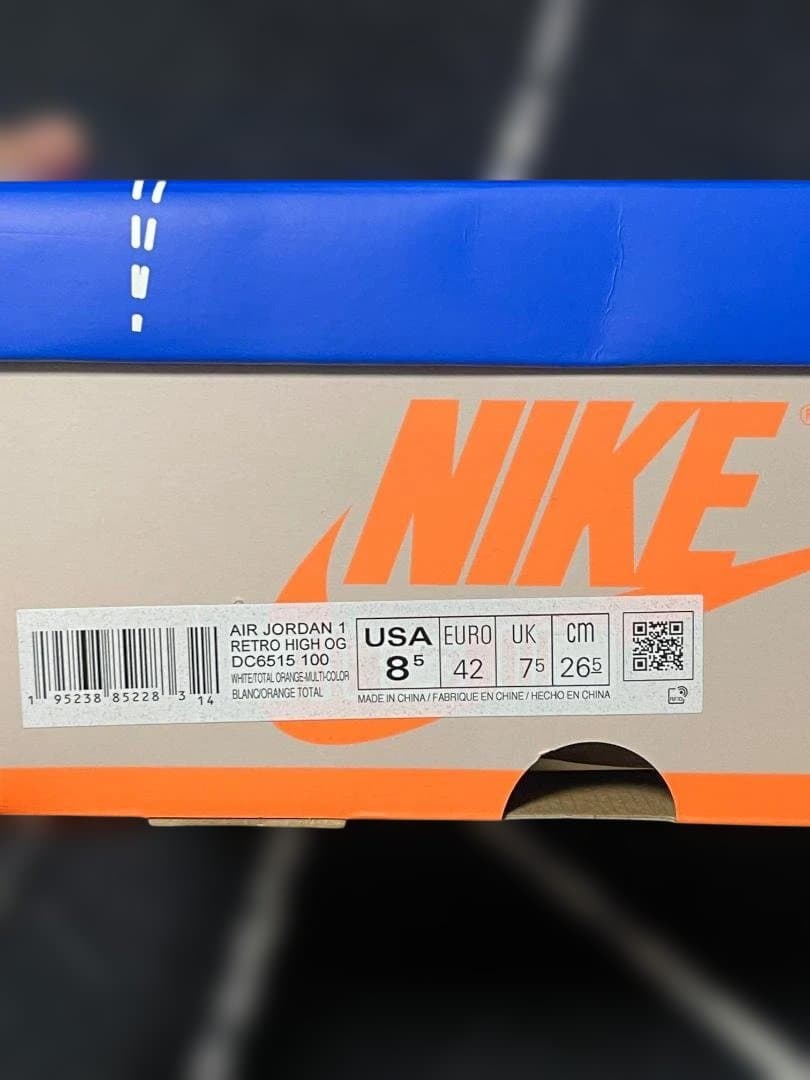 NIKE
®
AIR JORDAN 1
RETRO HIGH OG
DC6515 100
WHITE/TOTAL ORANGE-MULTI-COLOR
BLANC/ORANGE TOTAL
1 95238 85228 3 14
USA EURO UK cm
8⁵ 42 7⁵ 26⁵
MADE IN CHINA / FABRIQUE EN CHINE / HECHO EN CHINA
RFID